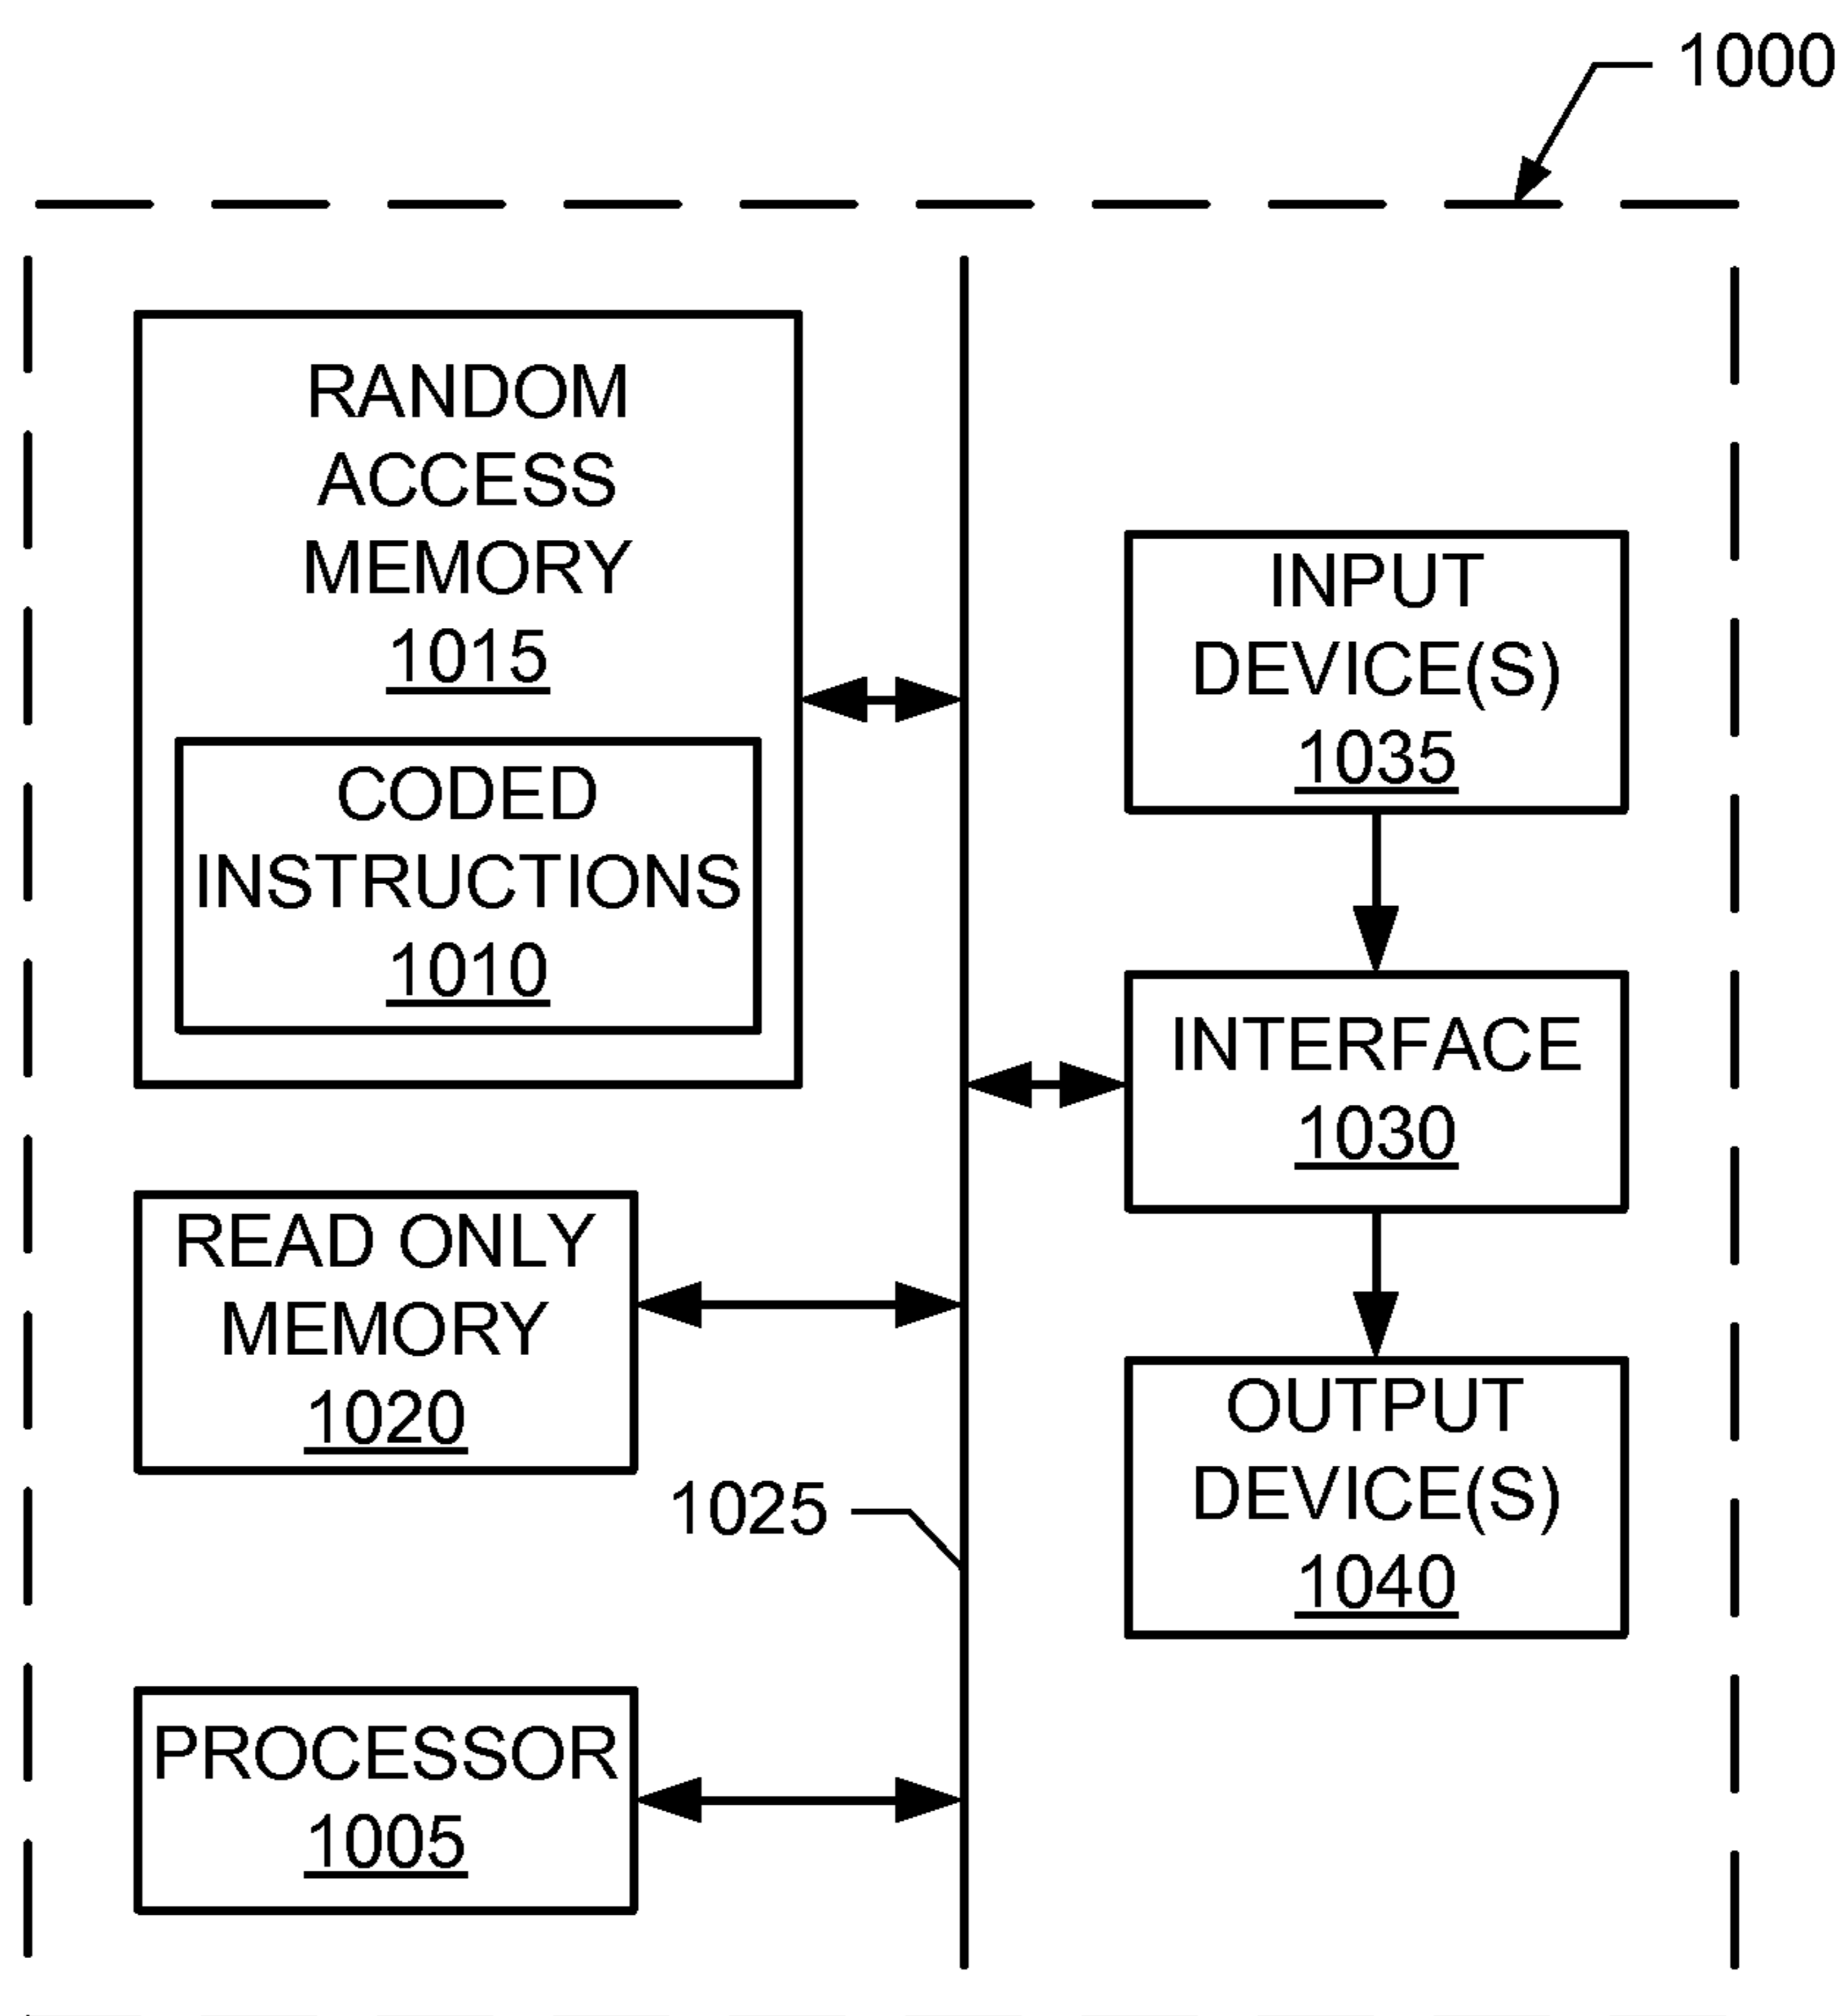 1000
RANDOM
ACCESS
MEMORY
1015
CODED
INSTRUCTIONS
1010
READ ONLY
MEMORY
1020
1025
PROCESSOR
1005
INPUT
DEVICE(S)
1035
INTERFACE
1030
OUTPUT
DEVICE(S)
1040